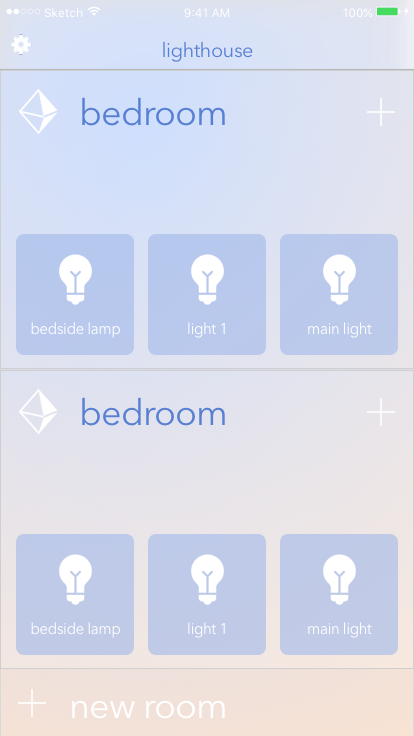 Sketch 9:41 AM 100%
lighthouse
bedroom
bedside lamp light 1 main light
bedroom
bedside lamp light 1 main light
new room